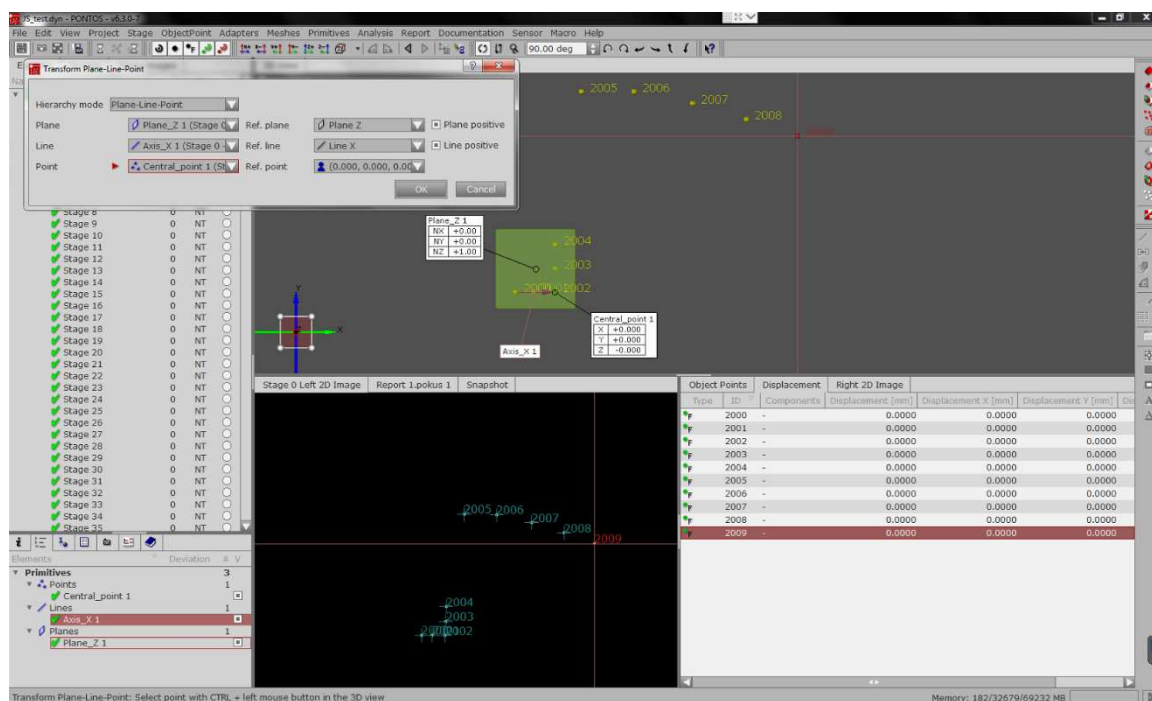 JS_test.dyn - PONTOS - v6.3.0-7
File Edit View Project Stage ObjectPoint Adapters Meshes Primitives Analysis Report Documentation Sensor Macro Help
90.00 deg
Transform Plane-Line-Point
Hierarchy mode Plane-Line-Point
Plane Plane_Z 1 (Stage 0 Ref. plane Plane Z Plane positive
Line Axis_X 1 (Stage 0 - Ref. line Line X Line positive
Point Central_point 1 (St Ref. point (0.000, 0.000, 0.00
OK Cancel
Stage 8 0 NT
Stage 9 0 NT
Stage 10 0 NT
Stage 11 0 NT
Stage 12 0 NT
Stage 13 0 NT
Stage 14 0 NT
Stage 15 0 NT
Stage 16 0 NT
Stage 17 0 NT
Stage 18 0 NT
Stage 19 0 NT
Stage 20 0 NT
Stage 21 0 NT
Stage 22 0 NT
Stage 23 0 NT
Stage 24 0 NT
Stage 25 0 NT
Stage 26 0 NT
Stage 27 0 NT
Stage 28 0 NT
Stage 29 0 NT
Stage 30 0 NT
Stage 31 0 NT
Stage 32 0 NT
Stage 33 0 NT
Stage 34 0 NT
Stage 35 0 NT
Elements Deviation # V
Primitives 3
Points 1
Central_point 1
Lines 1
Axis_X 1
Planes 1
Plane_Z 1
2005 2006
2007
2008
Plane_Z 1
NX +0.00
NY +0.00
NZ +1.00
2004
2003
2002
Central_point 1
X +0.000
Y +0.000
Z -0.000
Axis_X 1
Y
X
Stage 0 Left 2D Image Report 1.pokus 1 Snapshot
2005 2006
2007
2008
2009
2004
2003
2002
Object Points Displacement Right 2D Image
Type ID Components Displacement [mm] Displacement X [mm] Displacement Y [mm] Dis
2000 - 0.0000 0.0000 0.0000
2001 - 0.0000 0.0000 0.0000
2002 - 0.0000 0.0000 0.0000
2003 - 0.0000 0.0000 0.0000
2004 - 0.0000 0.0000 0.0000
2005 - 0.0000 0.0000 0.0000
2006 - 0.0000 0.0000 0.0000
2007 - 0.0000 0.0000 0.0000
2008 - 0.0000 0.0000 0.0000
2009 - 0.0000 0.0000 0.0000
Transform Plane-Line-Point: Select point with CTRL + left mouse button in the 3D view
Memory: 182/32679/69232 MB